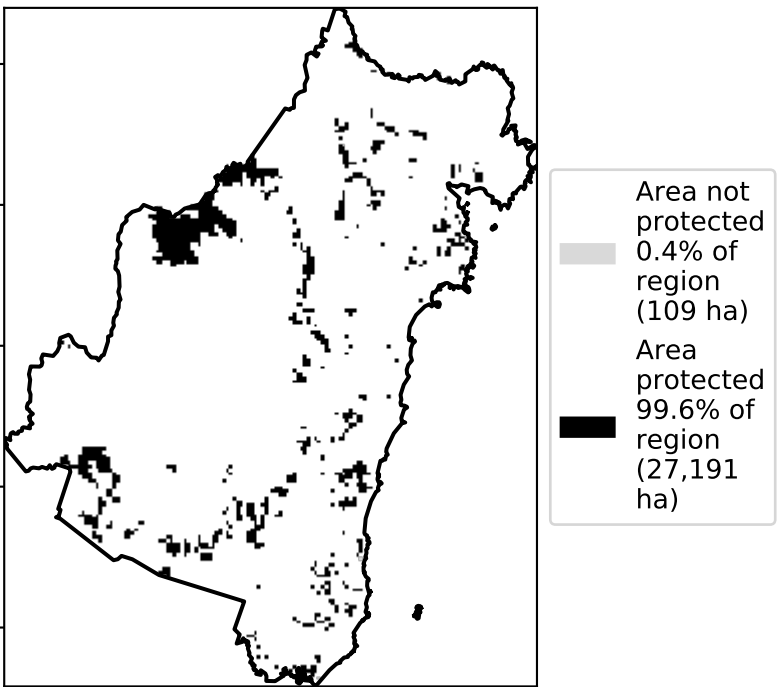 Area not
protected
0.4% of
region
(109 ha)
Area
protected
99.6% of
region
(27,191
ha)